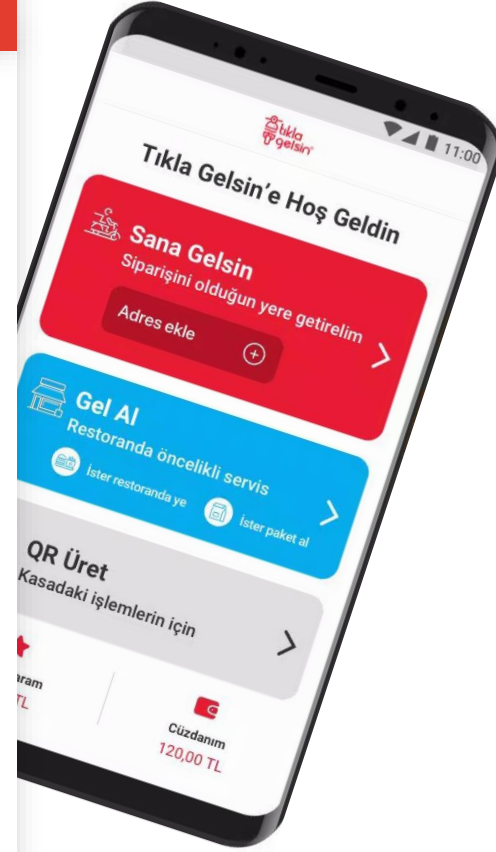 tıkla
gelsin
11:00
Tıkla Gelsin'e Hoş Geldin
Sana Gelsin
Siparişini olduğun yere getirelim
Adres ekle
Gel Al
Restoranda öncelikli servis
İster restoranda ye
İster paket al
QR Üret
Kasadaki işlemlerin için
TL
Cüzdanım
120,00 TL